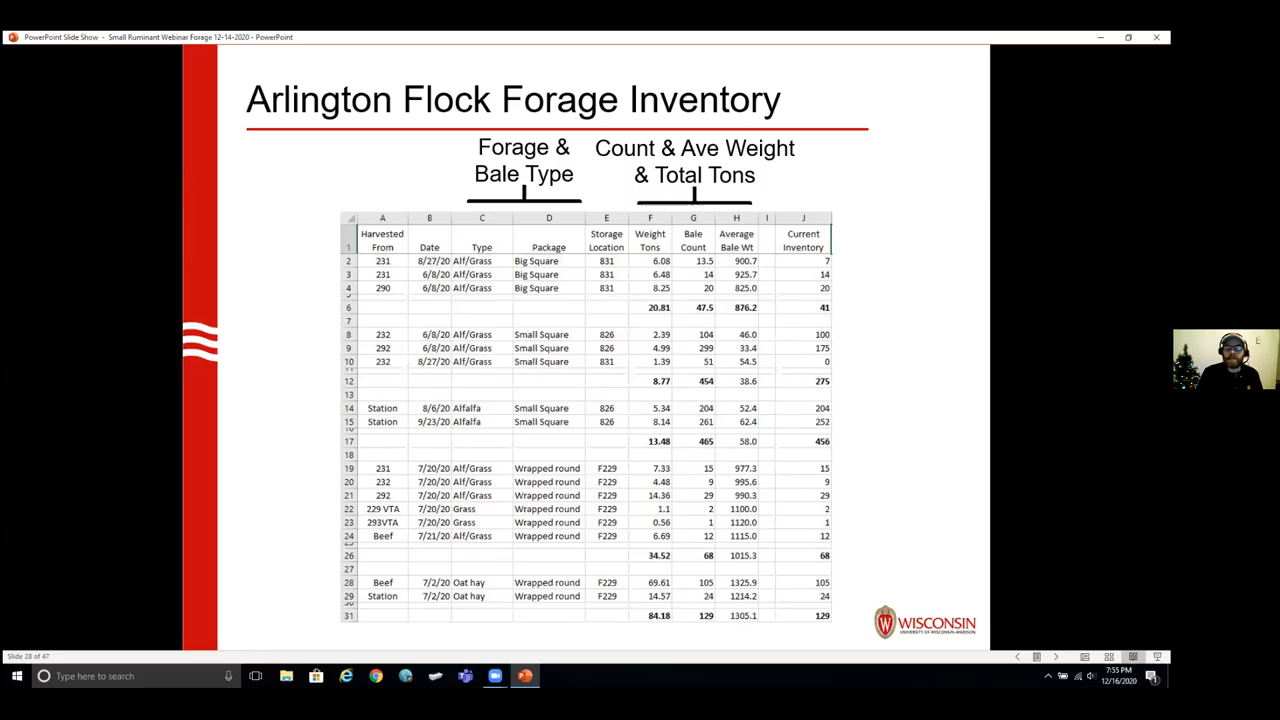 PowerPoint Slide Show - Small Ruminant Webinar Forage 12-14-2020 - PowerPoint
Arlington Flock Forage Inventory
Forage & Bale Type
Count & Ave Weight & Total Tons
A B C D E F G H I J
1 Harvested From Date Type Package Storage Location Weight Tons Bale Count Average Bale Wt Current Inventory
2 231 8/27/20 Alf/Grass Big Square 831 6.08 13.5 900.7 7
3 231 6/8/20 Alf/Grass Big Square 831 6.48 14 925.7 14
4 290 6/8/20 Alf/Grass Big Square 831 8.25 20 825.0 20
6 20.81 47.5 876.2 41
7
8 232 6/8/20 Alf/Grass Small Square 826 2.39 104 46.0 100
9 292 6/8/20 Alf/Grass Small Square 826 4.99 299 33.4 175
10 232 8/27/20 Alf/Grass Small Square 831 1.39 51 54.5 0
12 8.77 454 38.6 275
13
14 Station 8/6/20 Alfalfa Small Square 826 5.34 204 52.4 204
15 Station 9/23/20 Alfalfa Small Square 826 8.14 261 62.4 252
17 13.48 465 58.0 456
18
19 231 7/20/20 Alf/Grass Wrapped round F229 7.33 15 977.3 15
20 232 7/20/20 Alf/Grass Wrapped round F229 4.48 9 995.6 9
21 292 7/20/20 Alf/Grass Wrapped round F229 14.36 29 990.3 29
22 229 VTA 7/20/20 Grass Wrapped round F229 1.1 2 1100.0 2
23 293VTA 7/20/20 Grass Wrapped round F229 0.56 1 1120.0 1
24 Beef 7/21/20 Alf/Grass Wrapped round F229 6.69 12 1115.0 12
26 34.52 68 1015.3 68
27
28 Beef 7/2/20 Oat hay Wrapped round F229 69.61 105 1325.9 105
29 Station 7/2/20 Oat hay Wrapped round F229 14.57 24 1214.2 24
31 84.18 129 1305.1 129
W WISCONSIN
UNIVERSITY OF WISCONSIN-MADISON
Slide 28 of 47
Type here to search
7:55 PM
12/16/2020